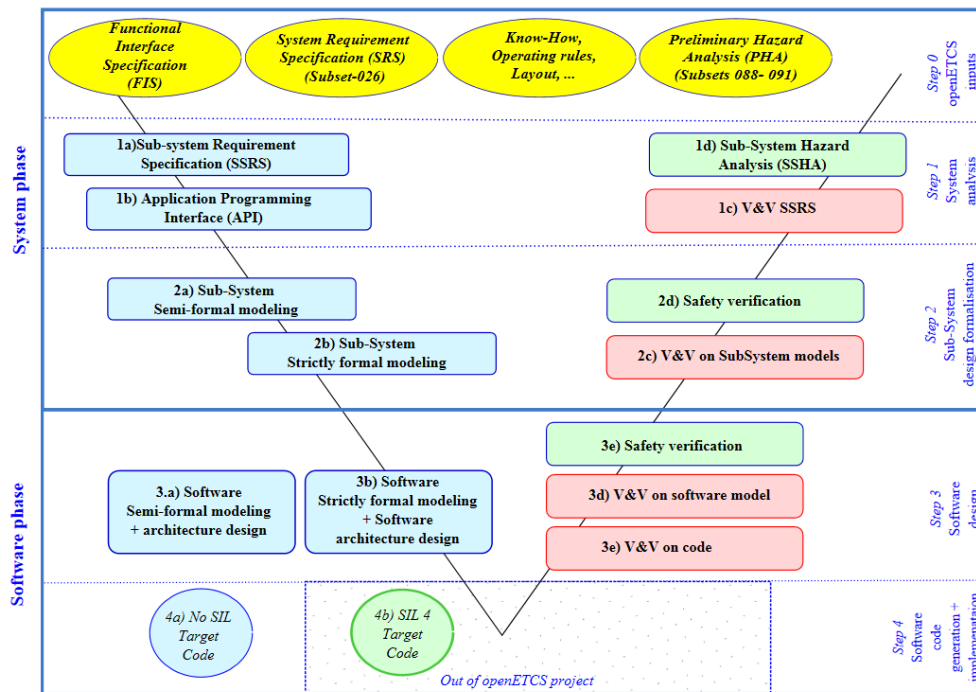 Functional
Interface
Specification
(FIS)
System Requirement
Specification (SRS)
(Subset-026)
Know-How,
Operating rules,
Layout, ...
Preliminary Hazard
Analysis (PHA)
(Subsets 088- 091)
Step 0
openETCS
inputs
System phase
1a)Sub-system Requirement
Specification (SSRS)
1b) Application Programming
Interface (API)
1d) Sub-System Hazard
Analysis (SSHA)
1c) V&V SSRS
Step 1
System
analysis
2a) Sub-System
Semi-formal modeling
2b) Sub-System
Strictly formal modeling
2d) Safety verification
2c) V&V on SubSystem models
Step 2
Sub-System
design formalisation
Software phase
3.a) Software
Semi-formal modeling
+ architecture design
3b) Software
Strictly formal modeling
+ Software
architecture design
3e) Safety verification
3d) V&V on software model
3e) V&V on code
Step 3
Software
design
4a) No SIL
Target
Code
4b) SIL 4
Target
Code
Out of openETCS project
Step 4
Software
code
generation +